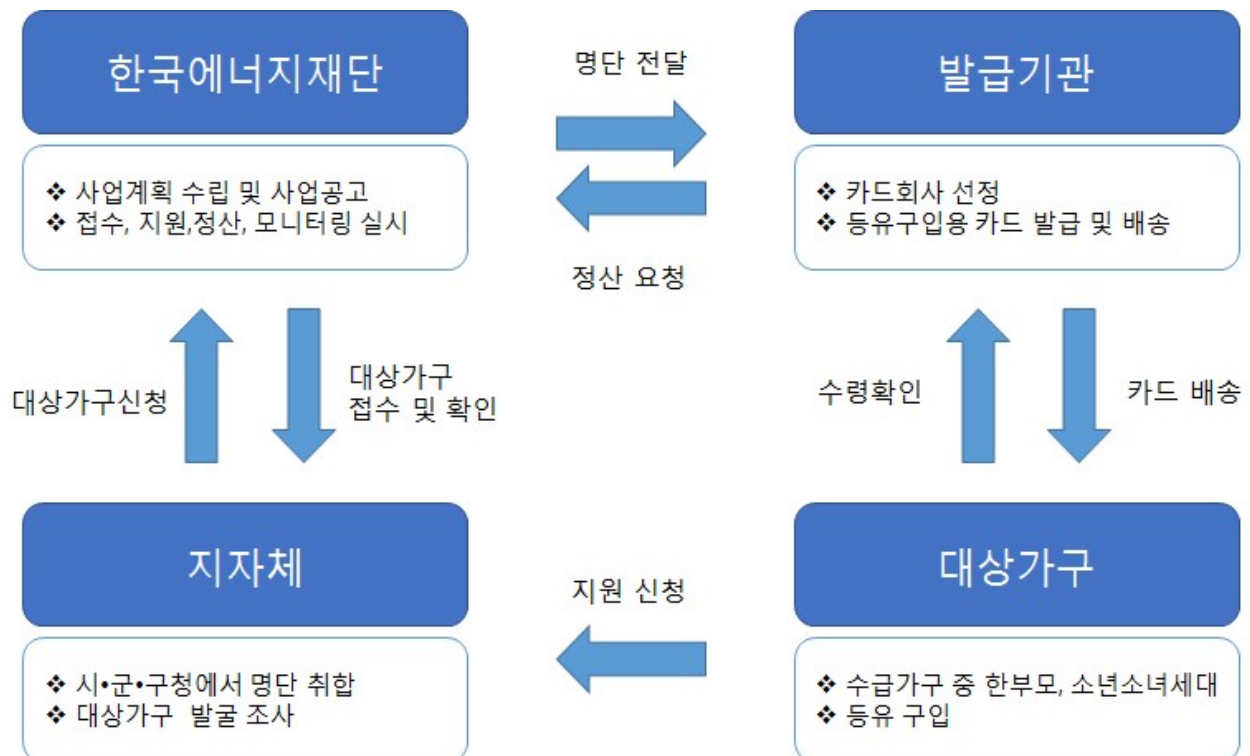 한국에너지재단
명단 전달
발급기관
❖ 사업계획 수립 및 사업공고
❖ 접수, 지원,정산, 모니터링 실시
❖ 카드회사 선정
❖ 등유구입용 카드 발급 및 배송
정산 요청
대상가구신청
대상가구
접수 및 확인
수령확인
카드 배송
지자체
지원 신청
대상가구
❖ 시•군•구청에서 명단 취합
❖ 대상가구 발굴 조사
❖ 수급가구 중 한부모, 소년소녀세대
❖ 등유 구입